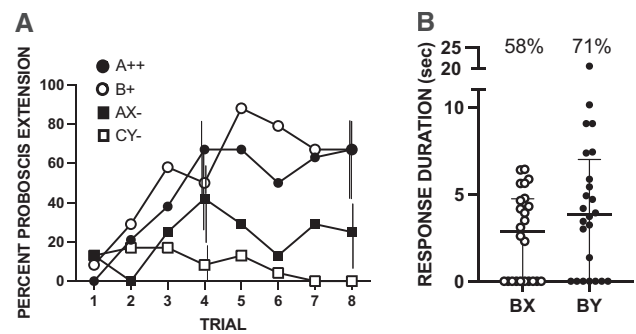 A
PERCENT PROBOSCIS EXTENSION
100
80
60
40
20
0
A++
B+
AX-
CY-
1 2 3 4 5 6 7 8
TRIAL
B
RESPONSE DURATION (sec)
25
20
10
5
0
58% 71%
BX BY